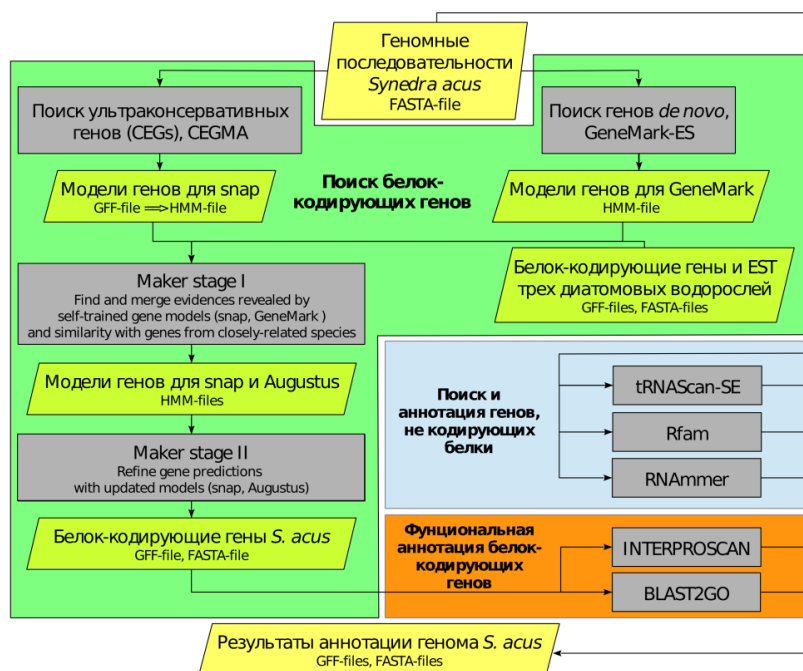 Геномные
последовательности
Synedra acus
FASTA-file
Поиск ультраконсервативных
генов (CEGs), CEGMA
Поиск генов de novo,
GeneMark-ES
Модели генов для snap
GFF-file ⟹HMM-file
Поиск белок-
кодирующих генов
Модели генов для GeneMark
HMM-file
Белок-кодирующие гены и EST
трех диатомовых водорослей
GFF-files, FASTA-files
Maker stage I
Find and merge evidences revealed by
self-trained gene models (snap, GeneMark )
and similarity with genes from closely-related species
Модели генов для snap и Augustus
HMM-files
Maker stage II
Refine gene predictions
with updated models (snap, Augustus)
Белок-кодирующие гены S. acus
GFF-file, FASTA-file
Поиск и
аннотация генов,
не кодирующих
белки
tRNAScan-SE
Rfam
RNAmmer
Фунциональная
аннотация белок-
кодирующих
генов
INTERPROSCAN
BLAST2GO
Результаты аннотации генома S. acus
GFF-files, FASTA-files